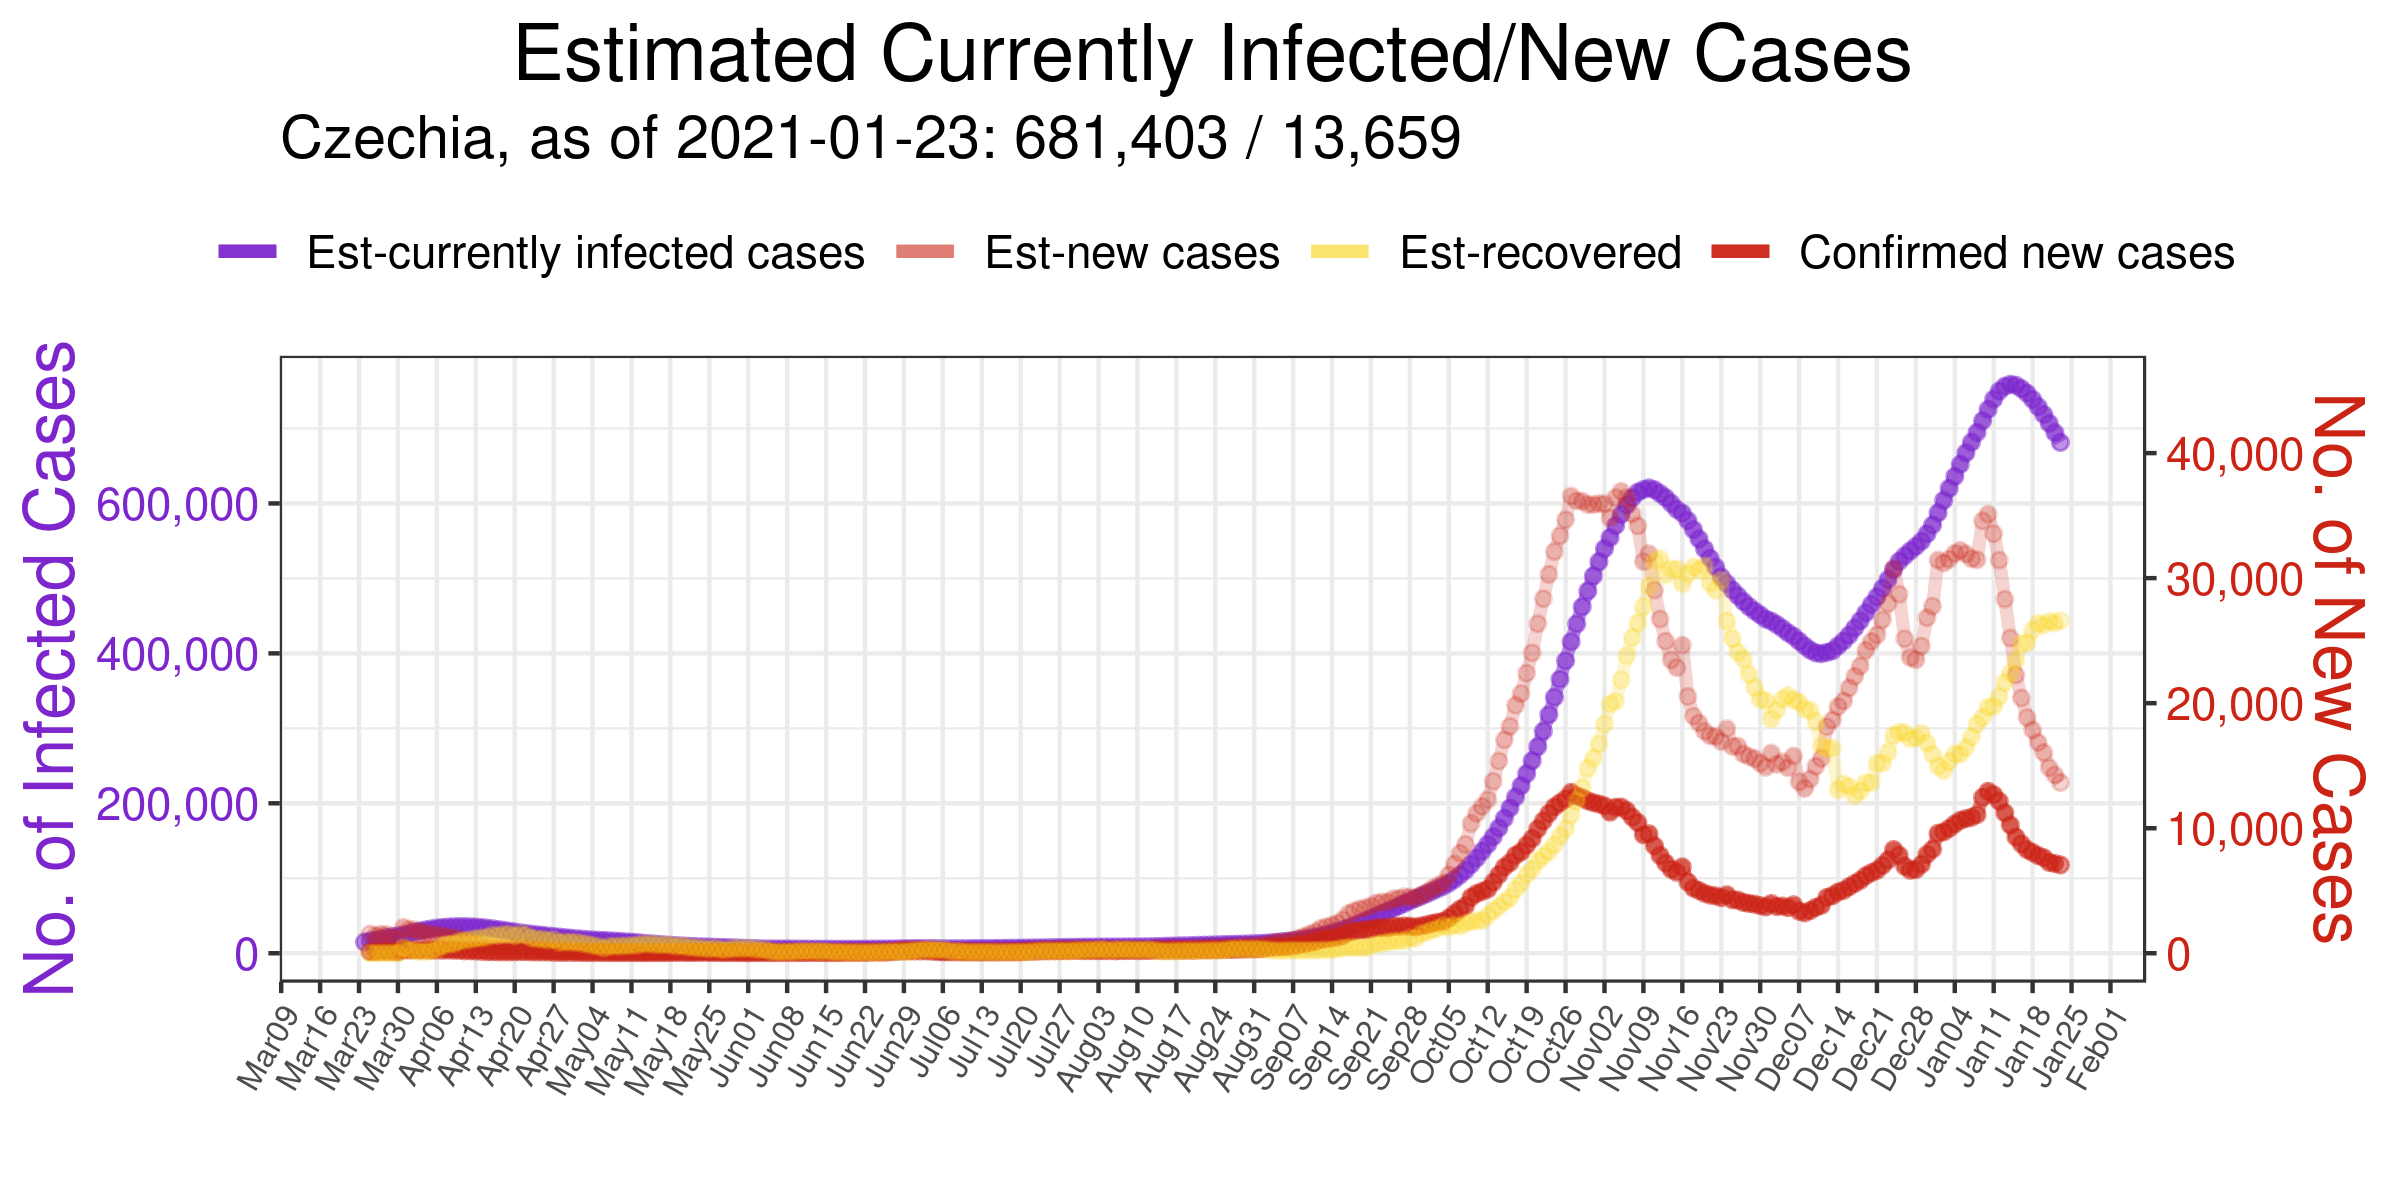 Estimated Currently Infected/New Cases
Czechia, as of 2021-01-23: 681,403 / 13,659
Est-currently infected cases
Est-new cases
Est-recovered
Confirmed new cases
No. of Infected Cases
600,000
400,000
200,000
0
40,000
30,000
20,000
10,000
0
No. of New Cases
Mar09
Mar16
Mar23
Mar30
Apr06
Apr13
Apr20
Apr27
May04
May11
May18
May25
Jun01
Jun08
Jun15
Jun22
Jun29
Jul06
Jul13
Jul20
Jul27
Aug03
Aug10
Aug17
Aug24
Aug31
Sep07
Sep14
Sep21
Sep28
Oct05
Oct12
Oct19
Oct26
Nov02
Nov09
Nov16
Nov23
Nov30
Dec07
Dec14
Dec21
Dec28
Jan04
Jan11
Jan18
Jan25
Feb01